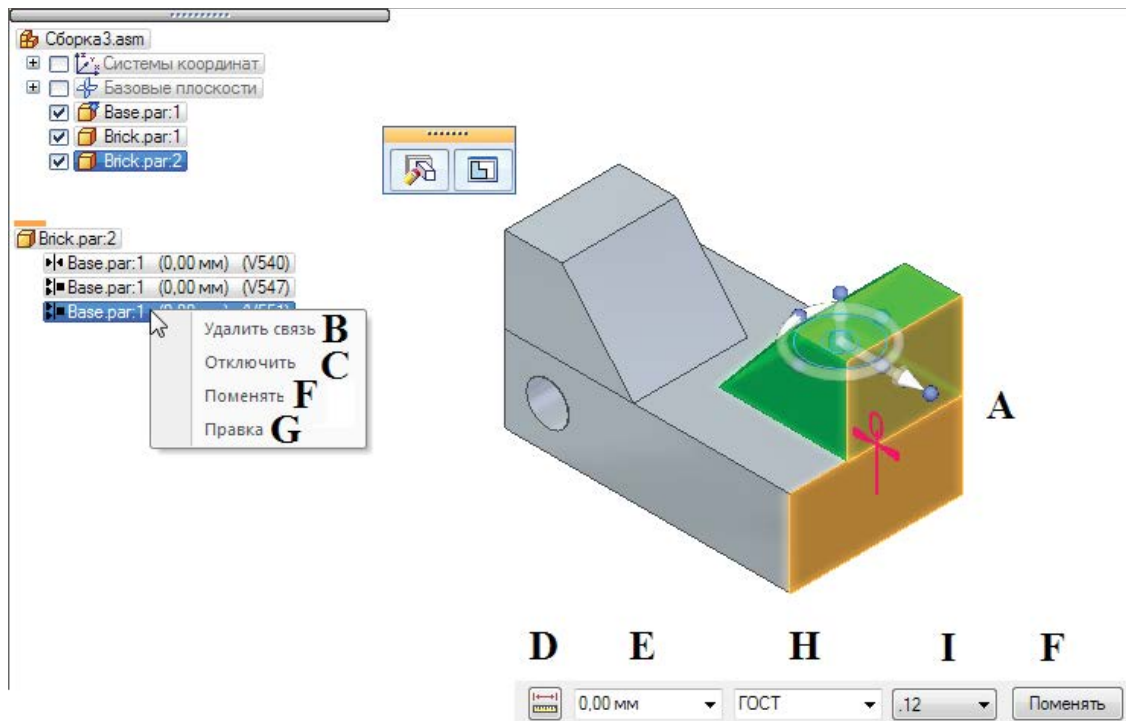 Сборка3.asm
Системы координат
Базовые плоскости
Base.par:1
Brick.par:1
Brick.par:2
Brick.par:2
Base.par:1 (0,00 мм) (V540)
Base.par:1 (0,00 мм) (V547)
Base.par:1
Удалить связь B
Отключить C
Поменять F
Правка G
A
0
D E H I F
0,00 мм ГОСТ .12 Поменять